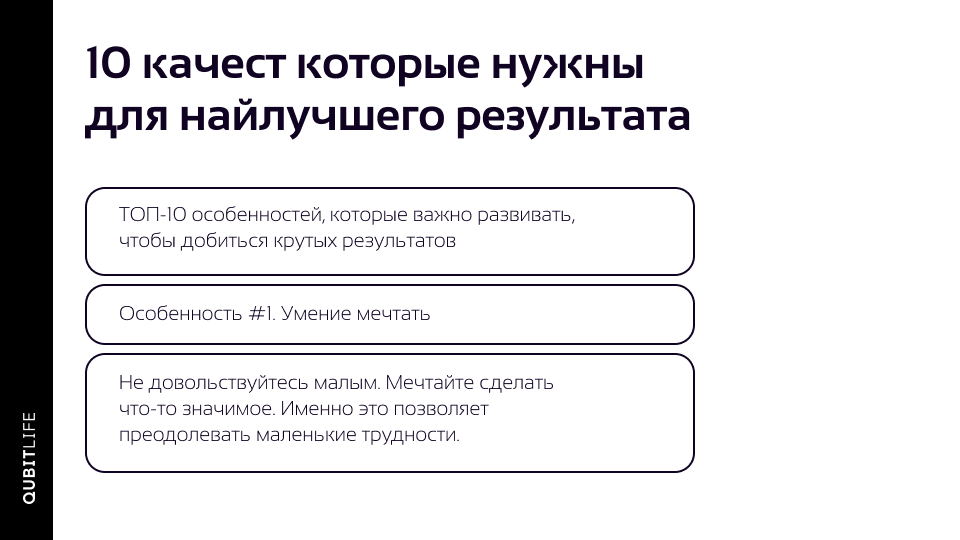 10 качест которые нужны
для найлучшего результата
ТОП-10 особенностей, которые важно развивать,
чтобы добиться крутых результатов
Особенность #1. Умение мечтать
Не довольствуйтесь малым. Мечтайте сделать
что-то значимое. Именно это позволяет
преодолевать маленькие трудности.
QUBITLIFE